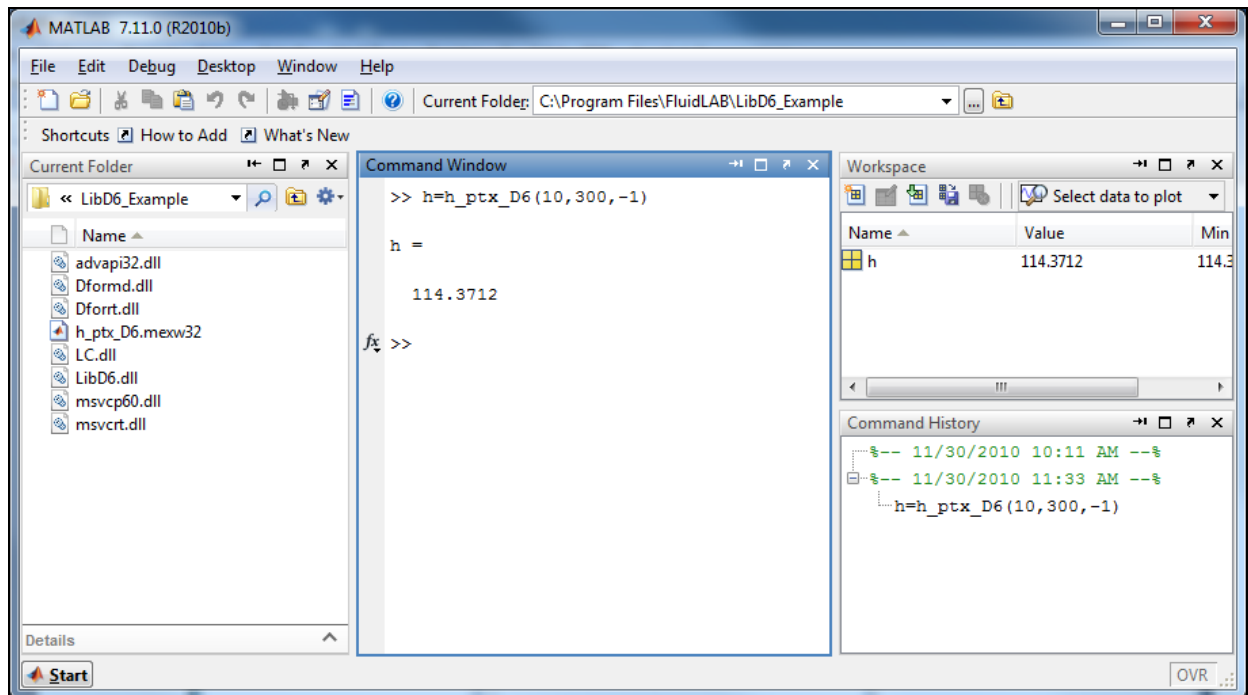 MATLAB 7.11.0 (R2010b)
File Edit Debug Desktop Window Help
Current Folder: C:\Program Files\FluidLAB\LibD6_Example
Shortcuts How to Add What's New
Current Folder
« LibD6_Example
Name
advapi32.dll
Dformd.dll
Dforrt.dll
h_ptx_D6.mexw32
LC.dll
LibD6.dll
msvcp60.dll
msvcrt.dll
Details
Command Window
>> h=h_ptx_D6(10,300,-1)
h =
114.3712
fx >>
Workspace
Select data to plot
Name Value Min
h 114.3712 114.3
Command History
%-- 11/30/2010 10:11 AM --%
%-- 11/30/2010 11:33 AM --%
h=h_ptx_D6(10,300,-1)
Start
OVR